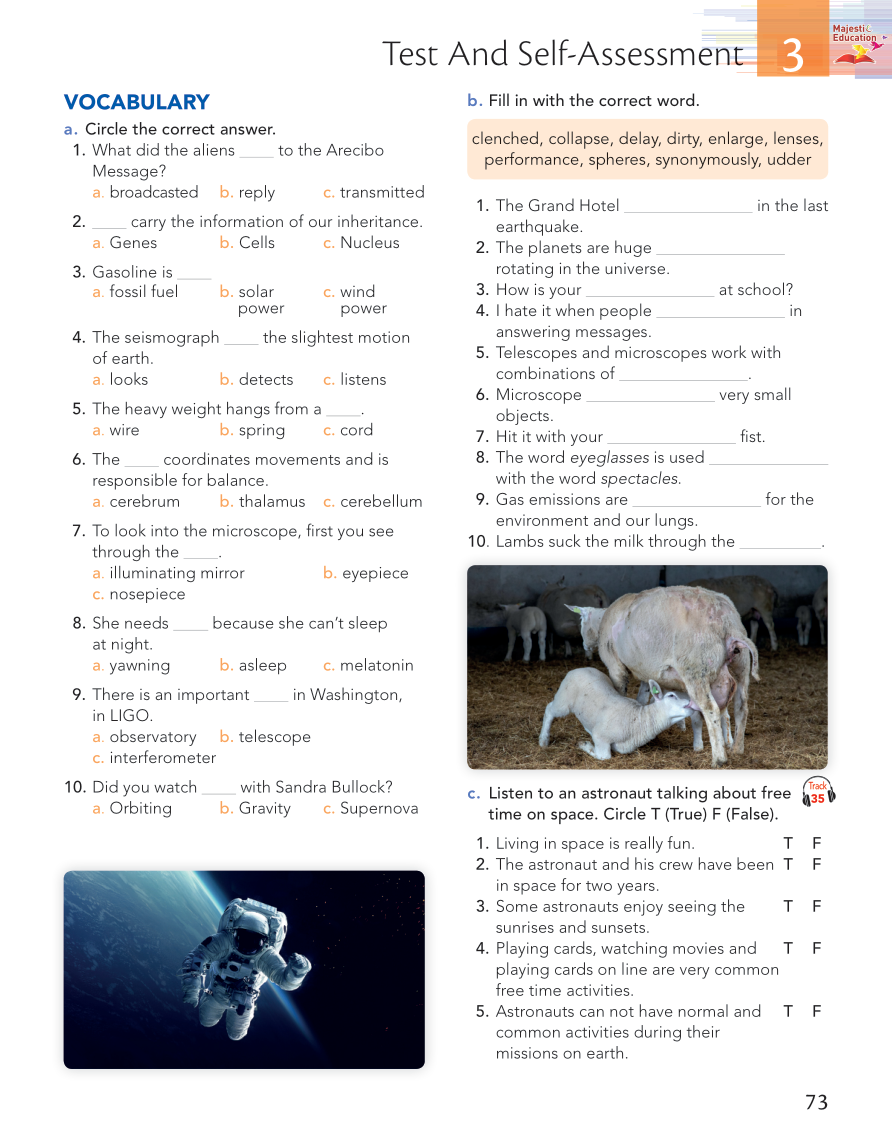 Test And Self-Assessment
3
Majestic
Education
VOCABULARY
a. Circle the correct answer.
1. What did the aliens ____ to the Arecibo
Message?
a. broadcasted b. reply c. transmitted
2. ____ carry the information of our inheritance.
a. Genes b. Cells c. Nucleus
3. Gasoline is ____
a. fossil fuel b. solar c. wind
power power
4. The seismograph ____ the slightest motion
of earth.
a. looks b. detects c. listens
5. The heavy weight hangs from a ____.
a. wire b. spring c. cord
6. The ____ coordinates movements and is
responsible for balance.
a. cerebrum b. thalamus c. cerebellum
7. To look into the microscope, first you see
through the ____.
a. illuminating mirror b. eyepiece
c. nosepiece
8. She needs ____ because she can't sleep
at night.
a. yawning b. asleep c. melatonin
9. There is an important ____ in Washington,
in LIGO.
a. observatory b. telescope
c. interferometer
10. Did you watch ____ with Sandra Bullock?
a. Orbiting b. Gravity c. Supernova
b. Fill in with the correct word.
clenched, collapse, delay, dirty, enlarge, lenses,
performance, spheres, synonymously, udder
1. The Grand Hotel ____ in the last
earthquake.
2. The planets are huge ____
rotating in the universe.
3. How is your ____ at school?
4. I hate it when people ____ in
answering messages.
5. Telescopes and microscopes work with
combinations of ____.
6. Microscope ____ very small
objects.
7. Hit it with your ____ fist.
8. The word eyeglasses is used ____
with the word spectacles.
9. Gas emissions are ____ for the
environment and our lungs.
10. Lambs suck the milk through the ____.
c. Listen to an astronaut talking about free
time on space. Circle T (True) F (False).
Track
35
1. Living in space is really fun. T F
2. The astronaut and his crew have been T F
in space for two years.
3. Some astronauts enjoy seeing the T F
sunrises and sunsets.
4. Playing cards, watching movies and T F
playing cards on line are very common
free time activities.
5. Astronauts can not have normal and T F
common activities during their
missions on earth.
73